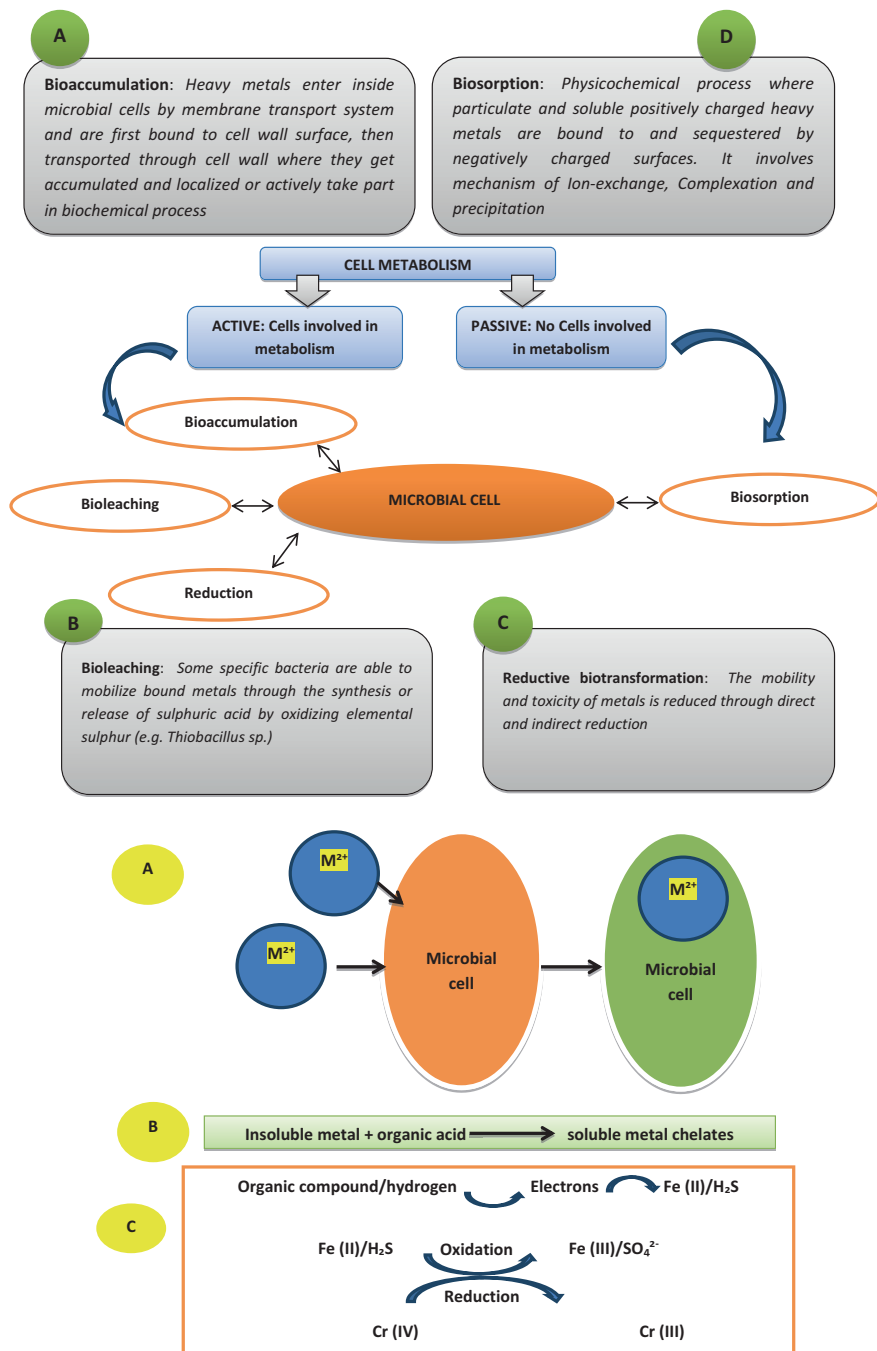 A
D
Bioaccumulation: Heavy metals enter inside
microbial cells by membrane transport system
and are first bound to cell wall surface, then
transported through cell wall where they get
accumulated and localized or actively take part
in biochemical process
Biosorption: Physicochemical process where
particulate and soluble positively charged heavy
metals are bound to and sequestered by
negatively charged surfaces. It involves
mechanism of Ion-exchange, Complexation and
precipitation
CELL METABOLISM
ACTIVE: Cells involved in
metabolism
PASSIVE: No Cells involved
in metabolism
Bioaccumulation
Bioleaching
MICROBIAL CELL
Biosorption
Reduction
B
C
Bioleaching: Some specific bacteria are able to
mobilize bound metals through the synthesis or
release of sulphuric acid by oxidizing elemental
sulphur (e.g. Thiobacillus sp.)
Reductive biotransformation: The mobility
and toxicity of metals is reduced through direct
and indirect reduction
A
M²⁺
M²⁺
Microbial
cell
M²⁺
Microbial
cell
B
Insoluble metal + organic acid → soluble metal chelates
C
Organic compound/hydrogen Electrons Fe (II)/H₂S
Fe (II)/H₂S Oxidation Fe (III)/SO₄²⁻
Reduction
Cr (IV) Cr (III)